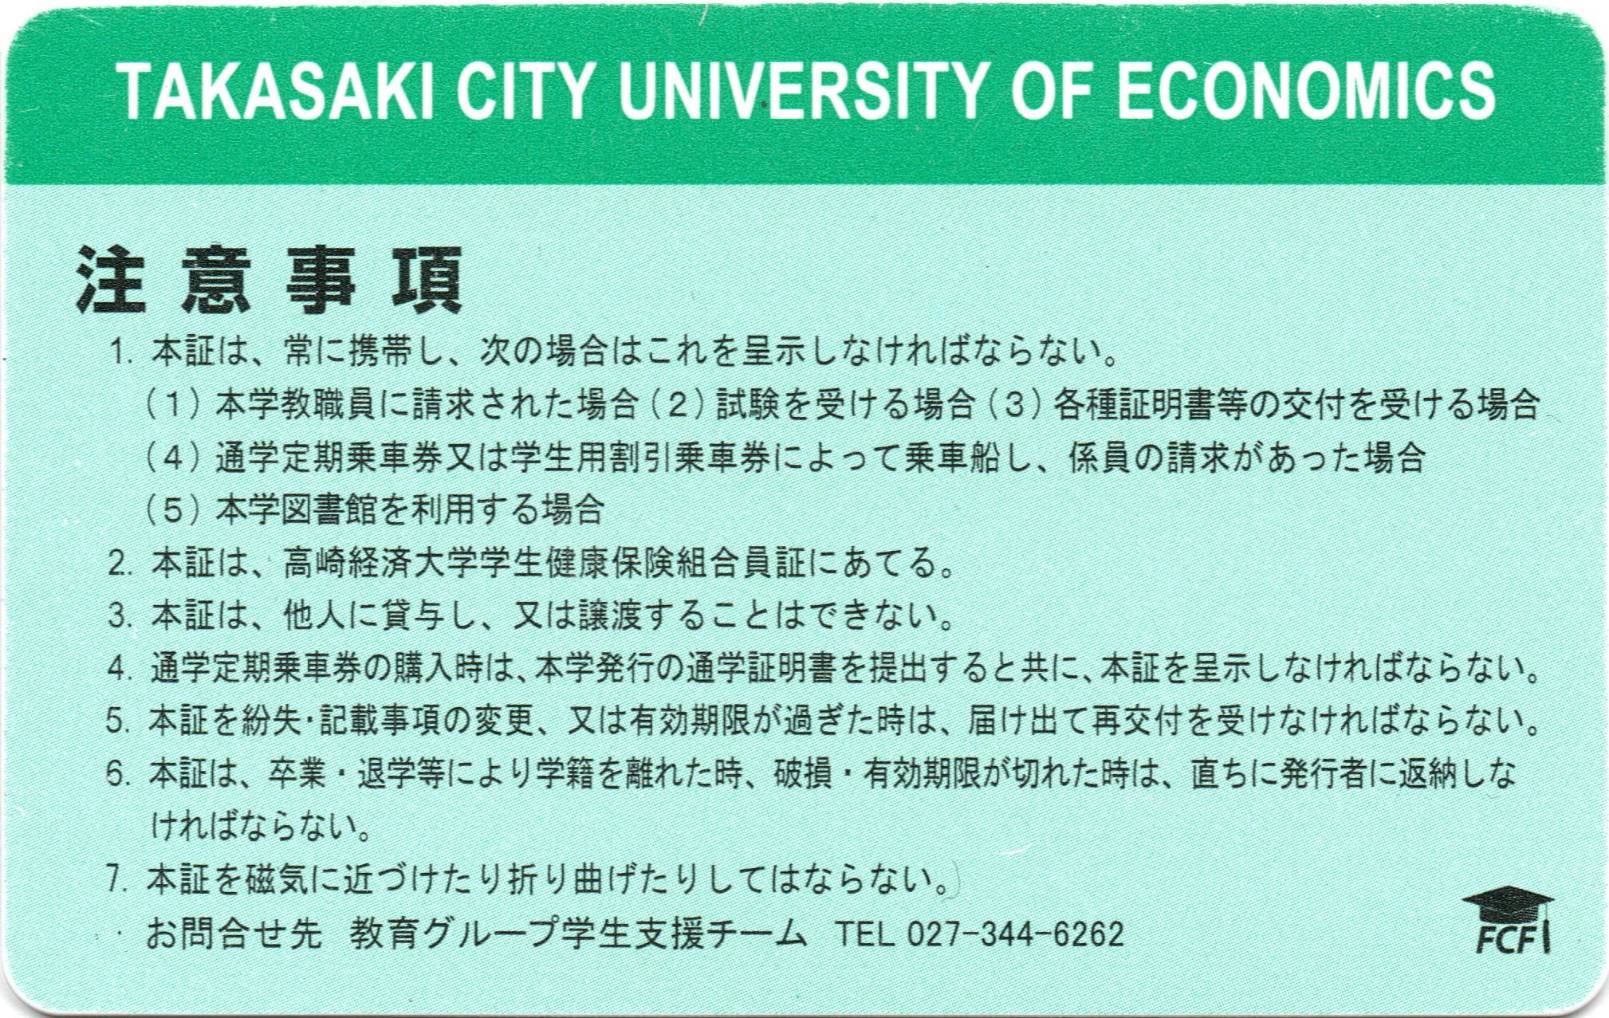 TAKASAKI CITY UNIVERSITY OF ECONOMICS
注意事項
1. 本証は、常に携帯し、次の場合はこれを呈示しなければならない。
(1) 本学教職員に請求された場合 (2) 試験を受ける場合 (3) 各種証明書等の交付を受ける場合
(4) 通学定期乗車券又は学生用割引乗車券によって乗車船し、係員の請求があった場合
(5) 本学図書館を利用する場合
2. 本証は、高崎経済大学学生健康保険組合員証にあてる。
3. 本証は、他人に貸与し、又は譲渡することはできない。
4. 通学定期乗車券の購入時は、本学発行の通学証明書を提出すると共に、本証を呈示しなければならない。
5. 本証を紛失・記載事項の変更、又は有効期限が過ぎた時は、届け出て再交付を受けなければならない。
6. 本証は、卒業・退学等により学籍を離れた時、破損・有効期限が切れた時は、直ちに発行者に返納しな
ければならない。
7. 本証を磁気に近づけたり折り曲げたりしてはならない。
・お問合せ先 教育グループ学生支援チーム TEL 027-344-6262
FCF